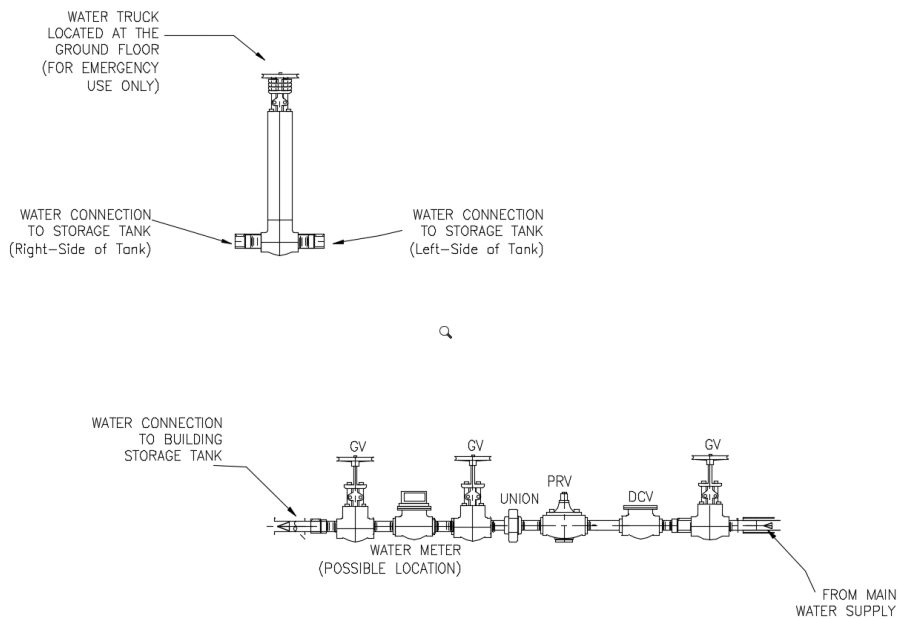 WATER TRUCK
LOCATED AT THE
GROUND FLOOR
(FOR EMERGENCY
USE ONLY)
WATER CONNECTION
TO STORAGE TANK
(Right-Side of Tank)
WATER CONNECTION
TO STORAGE TANK
(Left-Side of Tank)
WATER CONNECTION
TO BUILDING
STORAGE TANK
GV
GV
GV
UNION
PRV
DCV
WATER METER
(POSSIBLE LOCATION)
FROM MAIN
WATER SUPPLY